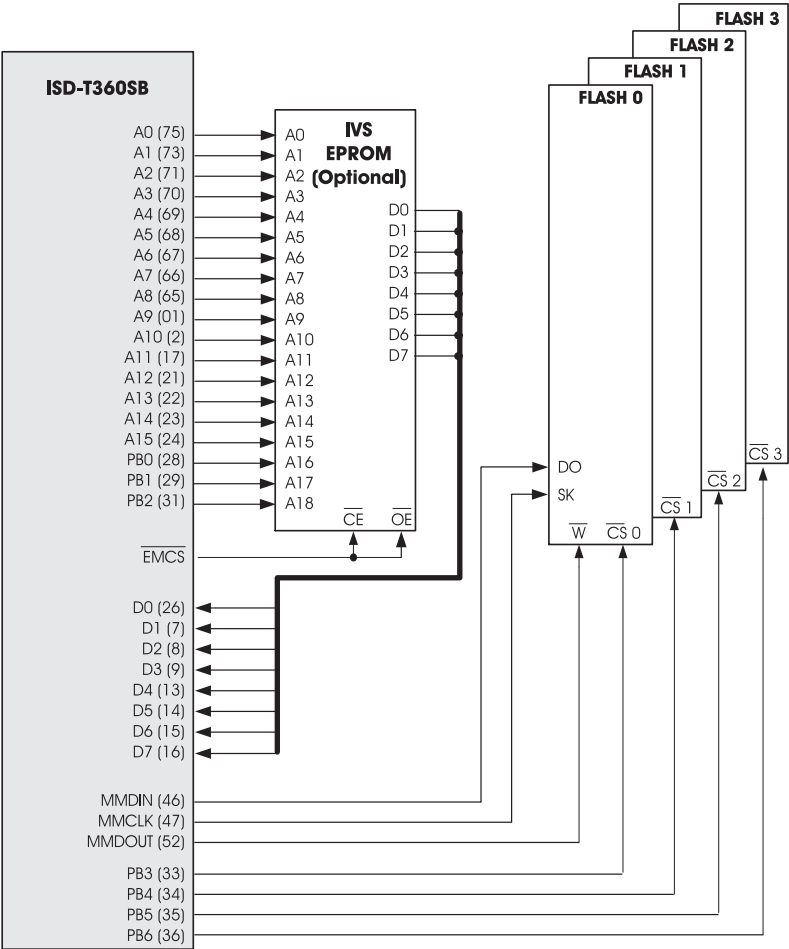 FLASH 3
FLASH 2
FLASH 1
FLASH 0
ISD-T360SB
IVS
EPROM
(Optional)
A0 (75)
A1 (73)
A2 (71)
A3 (70)
A4 (69)
A5 (68)
A6 (67)
A7 (66)
A8 (65)
A9 (01)
A10 (2)
A11 (17)
A12 (21)
A13 (22)
A14 (23)
A15 (24)
PB0 (28)
PB1 (29)
PB2 (31)
EMCS
A0
A1
A2
A3
A4
A5
A6
A7
A8
A9
A10
A11
A12
A13
A14
A15
A16
A17
A18
D0
D1
D2
D3
D4
D5
D6
D7
CE OE
DO
SK
W CS 0
CS 1
CS 2
CS 3
D0 (26)
D1 (7)
D2 (8)
D3 (9)
D4 (13)
D5 (14)
D6 (15)
D7 (16)
MMDIN (46)
MMCLK (47)
MMDOUT (52)
PB3 (33)
PB4 (34)
PB5 (35)
PB6 (36)